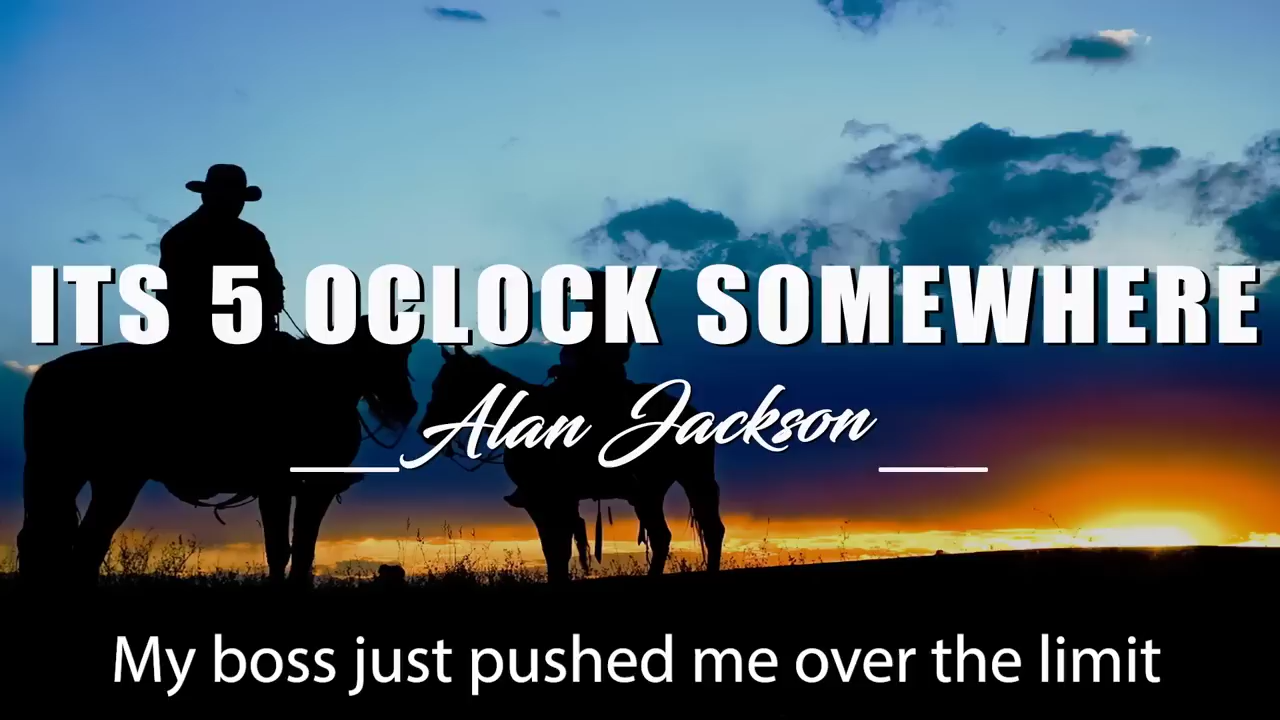 ITS 5 OCLOCK SOMEWHERE
Alan Jackson
My boss just pushed me over the limit